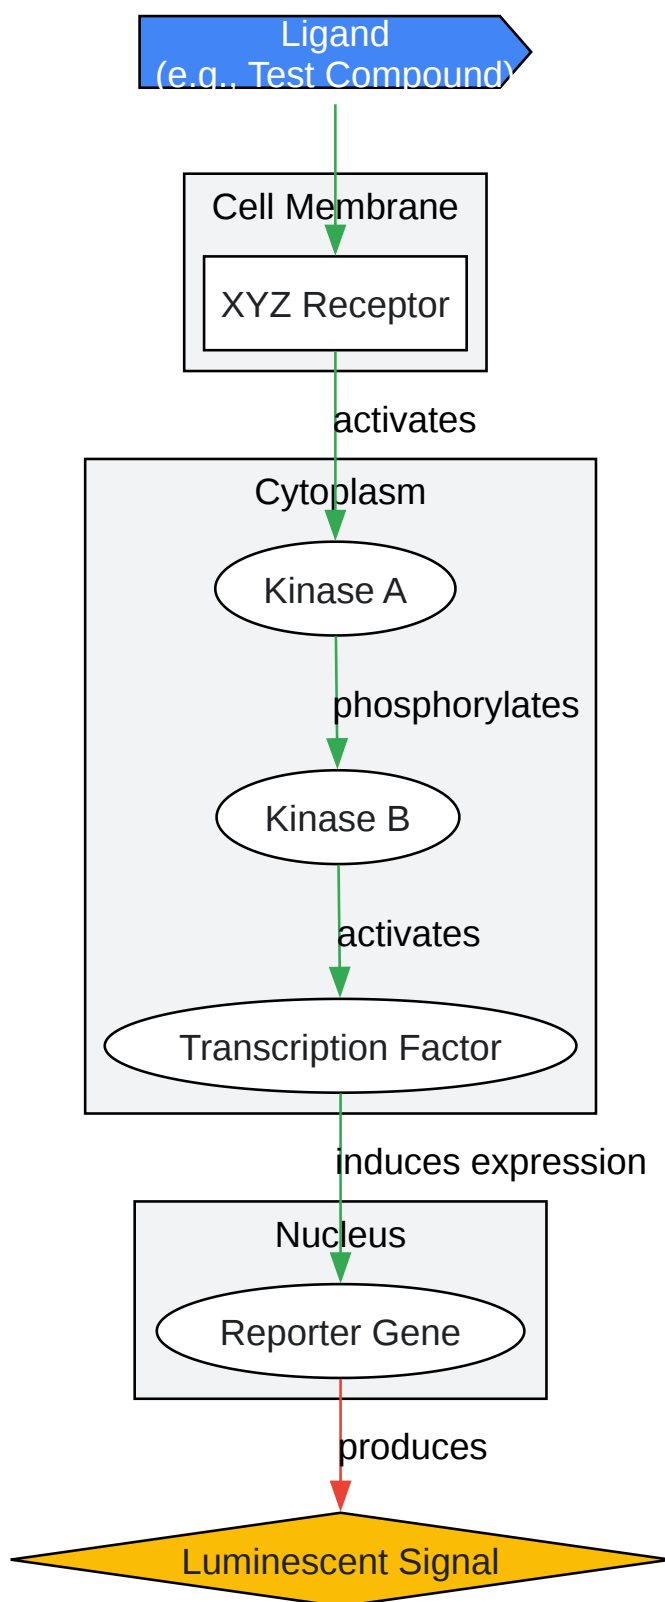 Ligand
(e.g., Test Compound)
Cell Membrane
XYZ Receptor
activates
Cytoplasm
Kinase A
phosphorylates
Kinase B
activates
Transcription Factor
induces expression
Nucleus
Reporter Gene
produces
Luminescent Signal